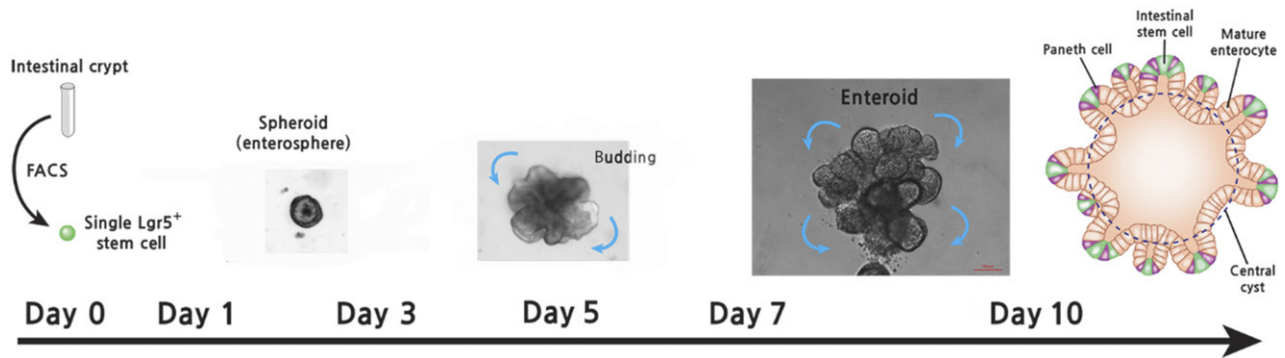 Intestinal crypt
FACS
Single Lgr5⁺
stem cell
Spheroid
(enterosphere)
Budding
Enteroid
Intestinal
stem cell
Paneth cell
Mature
enterocyte
Central
cyst
Day 0
Day 1
Day 3
Day 5
Day 7
Day 10